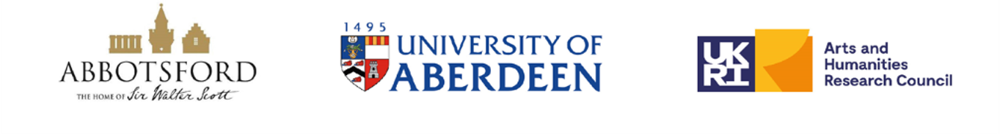 ABBOTSFORD
THE HOME OF Sir Walter Scott
1495
UNIVERSITY OF
ABERDEEN
UK
RI
Arts and
Humanities
Research Council